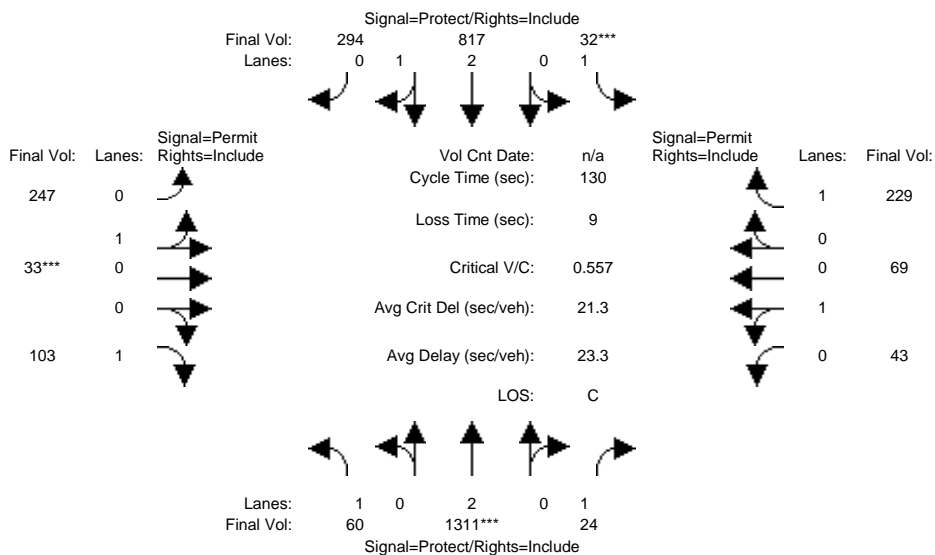 Signal=Protect/Rights=Include
Final Vol: 294 817 32***
Lanes: 0 1 2 0 1
Signal=Permit Signal=Permit
Final Vol: Lanes: Rights=Include Vol Cnt Date: n/a Rights=Include Lanes: Final Vol:
Cycle Time (sec): 130
247 0 1 229
Loss Time (sec): 9
1 0
33*** 0 Critical V/C: 0.557 0 69
0 Avg Crit Del (sec/veh): 21.3 1
103 1 Avg Delay (sec/veh): 23.3 0 43
LOS: C
Lanes: 1 0 2 0 1
Final Vol: 60 1311*** 24
Signal=Protect/Rights=Include